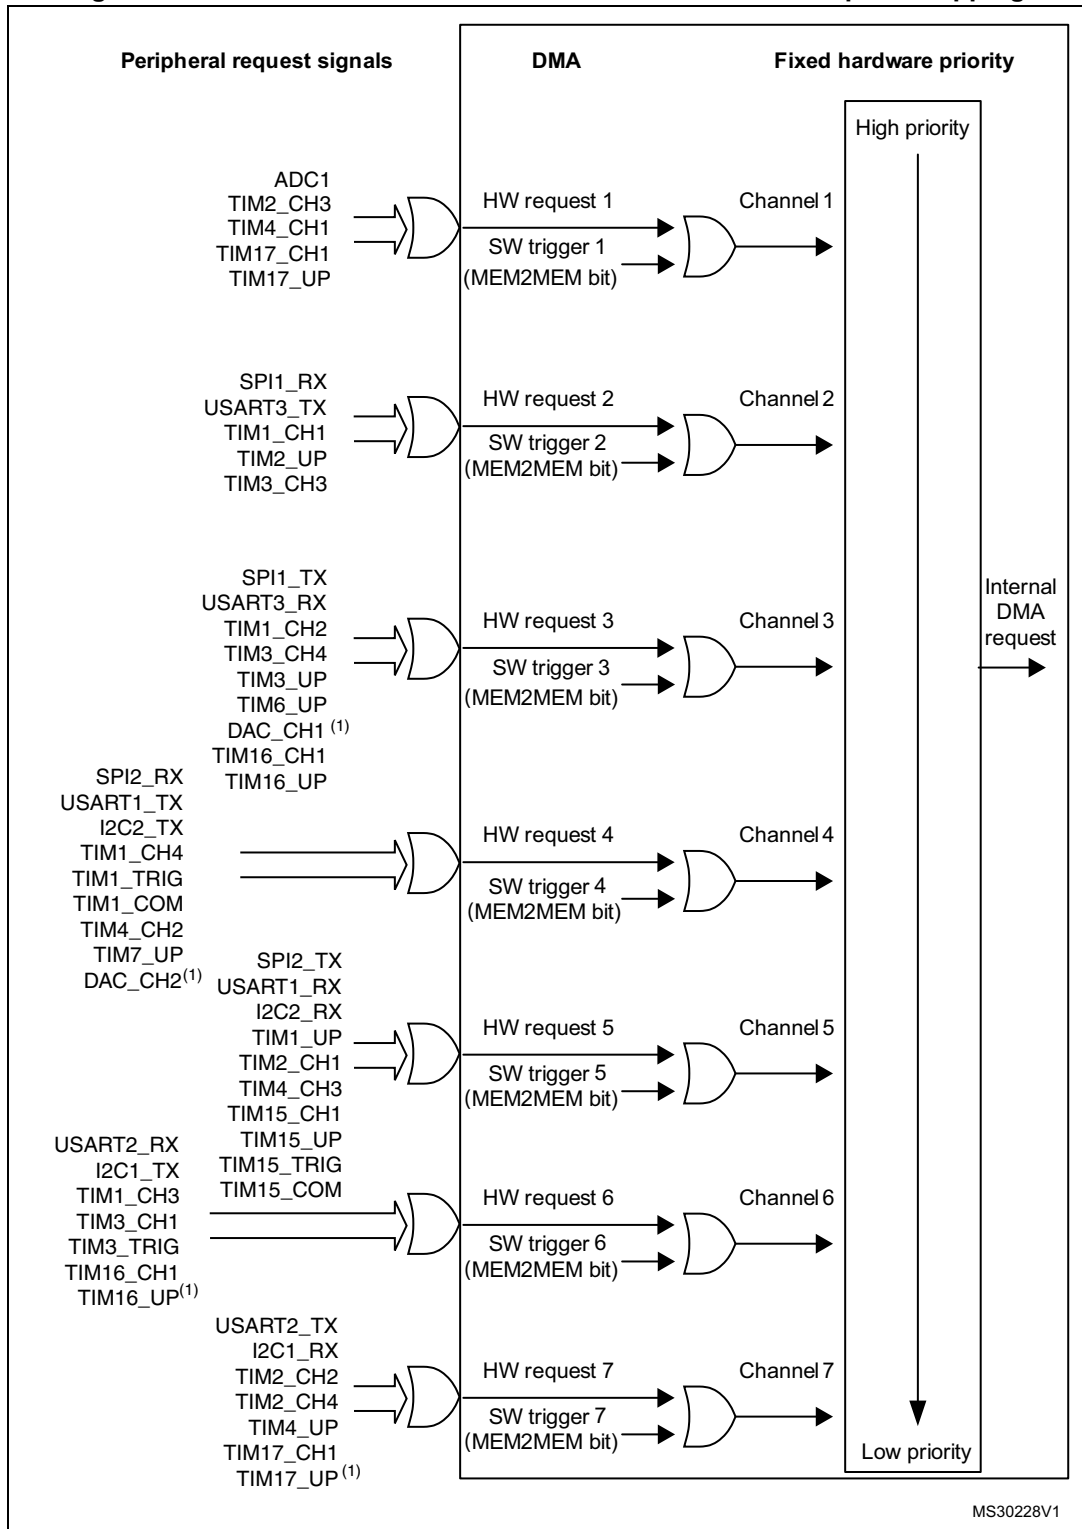 Peripheral request signals
DMA
Fixed hardware priority
High priority
ADC1
TIM2_CH3
TIM4_CH1
TIM17_CH1
TIM17_UP
HW request 1
SW trigger 1
(MEM2MEM bit)
Channel 1
SPI1_RX
USART3_TX
TIM1_CH1
TIM2_UP
TIM3_CH3
HW request 2
SW trigger 2
(MEM2MEM bit)
Channel 2
SPI1_TX
USART3_RX
TIM1_CH2
TIM3_CH4
TIM3_UP
TIM6_UP
DAC_CH1 (1)
TIM16_CH1
TIM16_UP
HW request 3
SW trigger 3
(MEM2MEM bit)
Channel 3
Internal
DMA
request
SPI2_RX
USART1_TX
I2C2_TX
TIM1_CH4
TIM1_TRIG
TIM1_COM
TIM4_CH2
TIM7_UP
DAC_CH2(1)
HW request 4
SW trigger 4
(MEM2MEM bit)
Channel 4
SPI2_TX
USART1_RX
I2C2_RX
TIM1_UP
TIM2_CH1
TIM4_CH3
TIM15_CH1
TIM15_UP
TIM15_TRIG
TIM15_COM
HW request 5
SW trigger 5
(MEM2MEM bit)
Channel 5
USART2_RX
I2C1_TX
TIM1_CH3
TIM3_CH1
TIM3_TRIG
TIM16_CH1
TIM16_UP(1)
HW request 6
SW trigger 6
(MEM2MEM bit)
Channel 6
USART2_TX
I2C1_RX
TIM2_CH2
TIM2_CH4
TIM4_UP
TIM17_CH1
TIM17_UP (1)
HW request 7
SW trigger 7
(MEM2MEM bit)
Channel 7
Low priority
MS30228V1